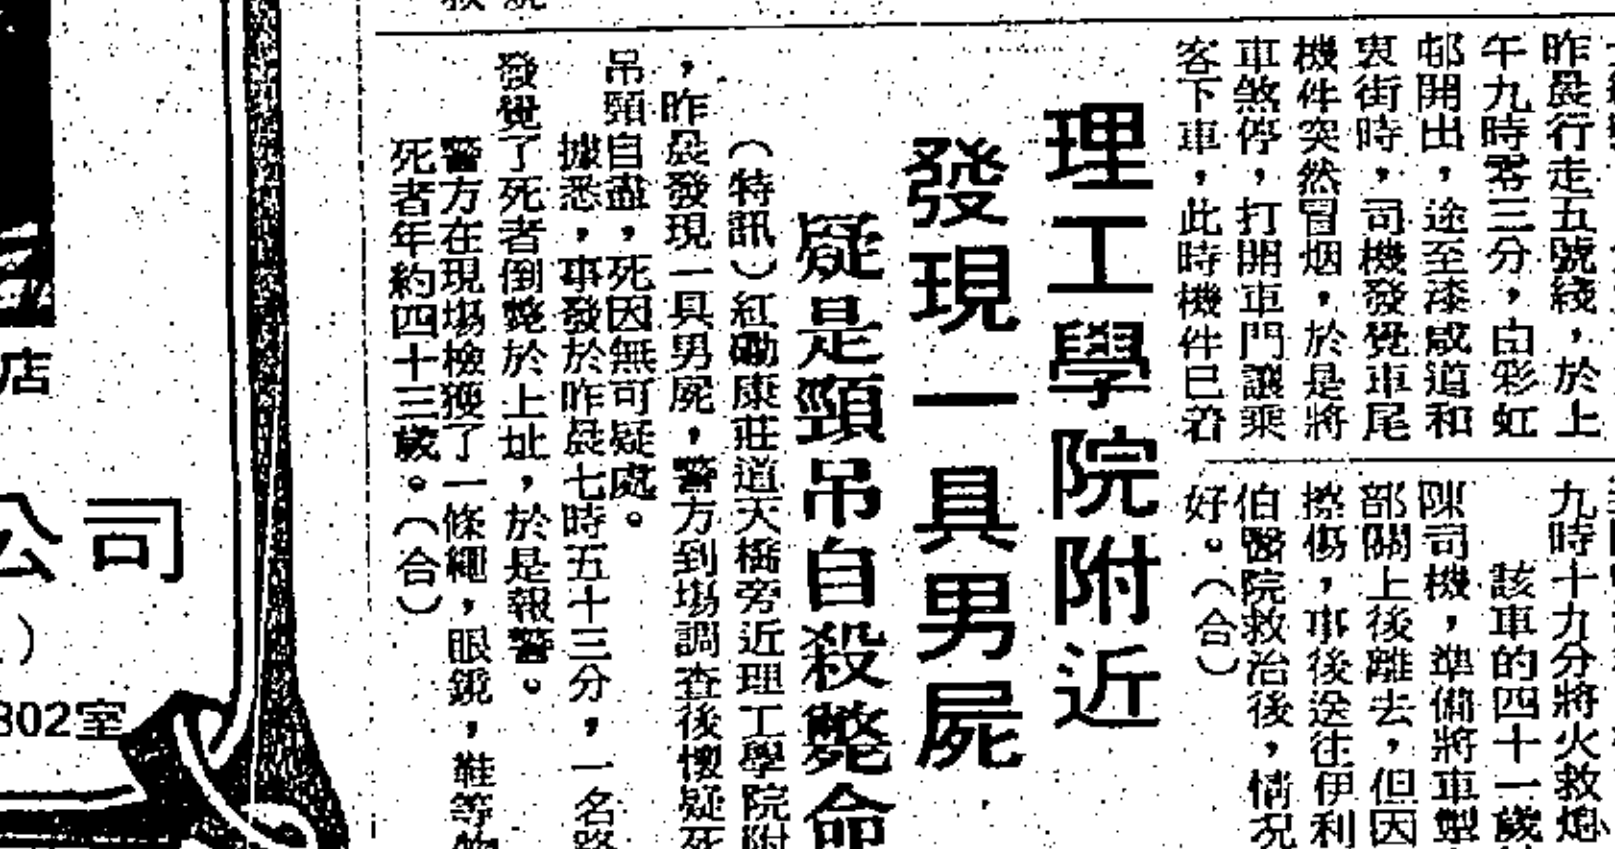 昨晨行走五號綫，於上
午九時零三分，由彩虹
邨開出，途至漆咸道和
衷街時，司機發覺車尾
機件突然冒烟，於是將
車煞停，打開車門讓乘
客下車，此時機件已着
九時十九分將火救熄
該車的四十一歲
陳司機，準備將車掣
部關上後離去，但因
擦傷，事後送往伊利
伯醫院救治後，情况
好。（合）
理工學院附近
發現一具男屍
疑是頸吊自殺斃命
（特訊）紅磡康莊道天橋旁近理工學院附
，昨晨發現一具男屍，警方到場調查後懷疑死
吊頸自盡，死因無可疑處。
據悉，事發於昨晨七時五十三分，一名路
發覺了死者倒斃於上址，於是報警。
警方在現場檢獲了一條繩，眼鏡，鞋等物
死者年約四十三歲。（合）
店
公司
802室